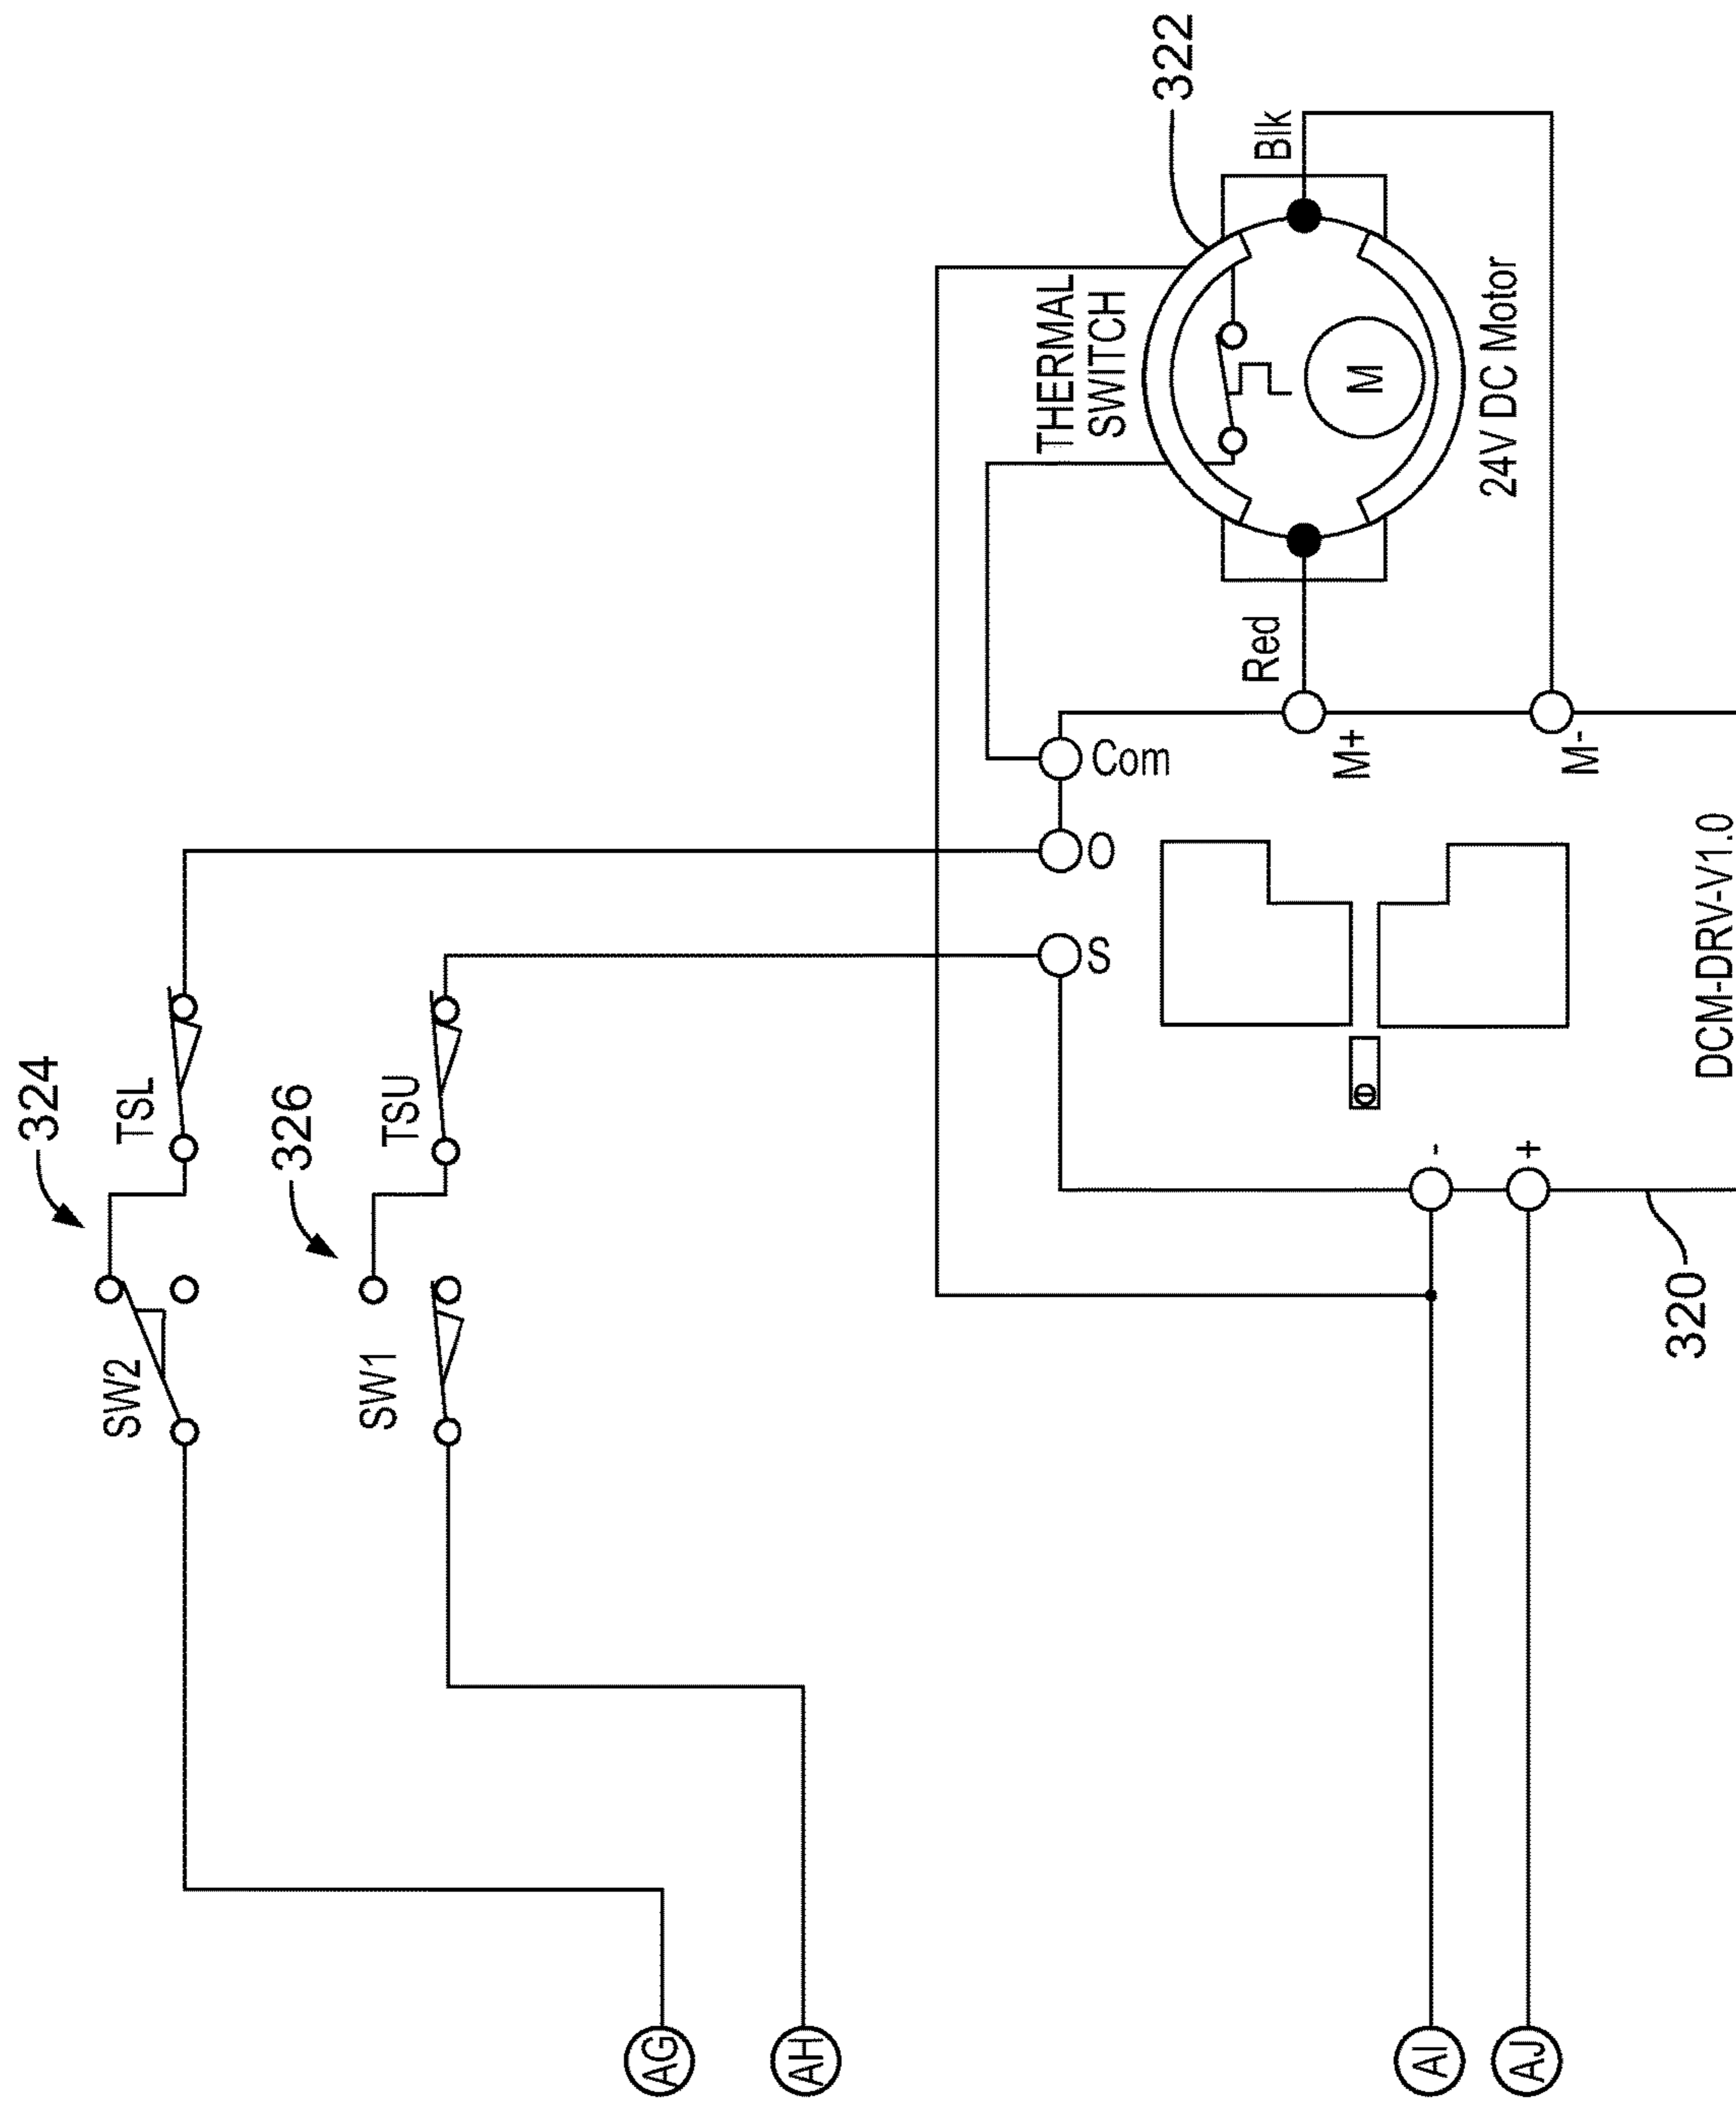 324
TSL
SW2
326
TSU
SW1
322
Blk
THERMAL
SWITCH
M
24V DC Motor
Red
Com
O
S
M+
M-
DCM-DRV-V1.0
-
+
320
AG
AH
AI
AJ